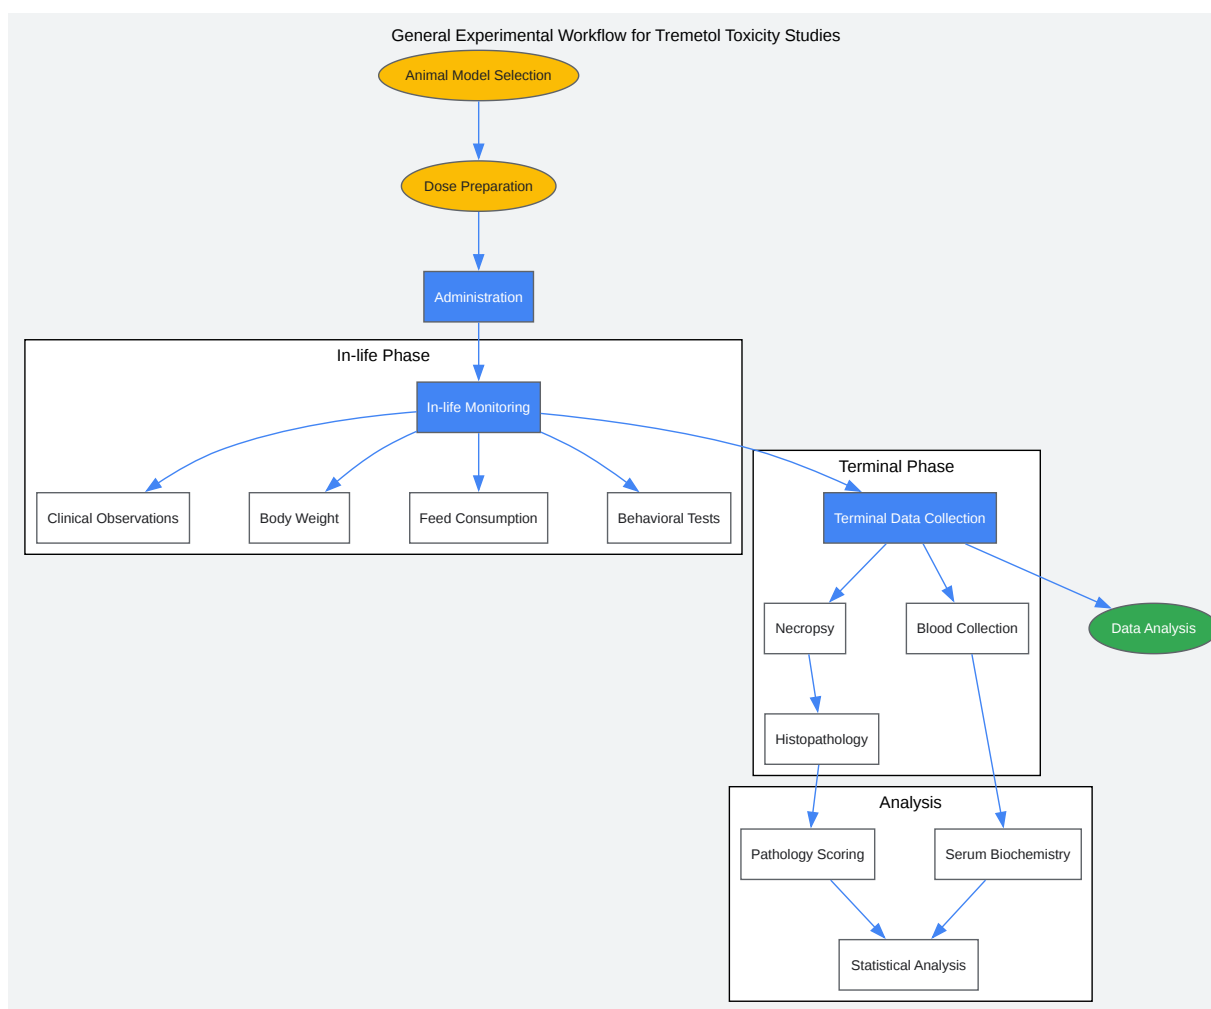 General Experimental Workflow for Tremetol Toxicity Studies
Animal Model Selection
Dose Preparation
Administration
In-life Phase
In-life Monitoring
Clinical Observations
Body Weight
Feed Consumption
Behavioral Tests
Terminal Phase
Terminal Data Collection
Necropsy
Blood Collection
Data Analysis
Histopathology
Analysis
Pathology Scoring
Serum Biochemistry
Statistical Analysis